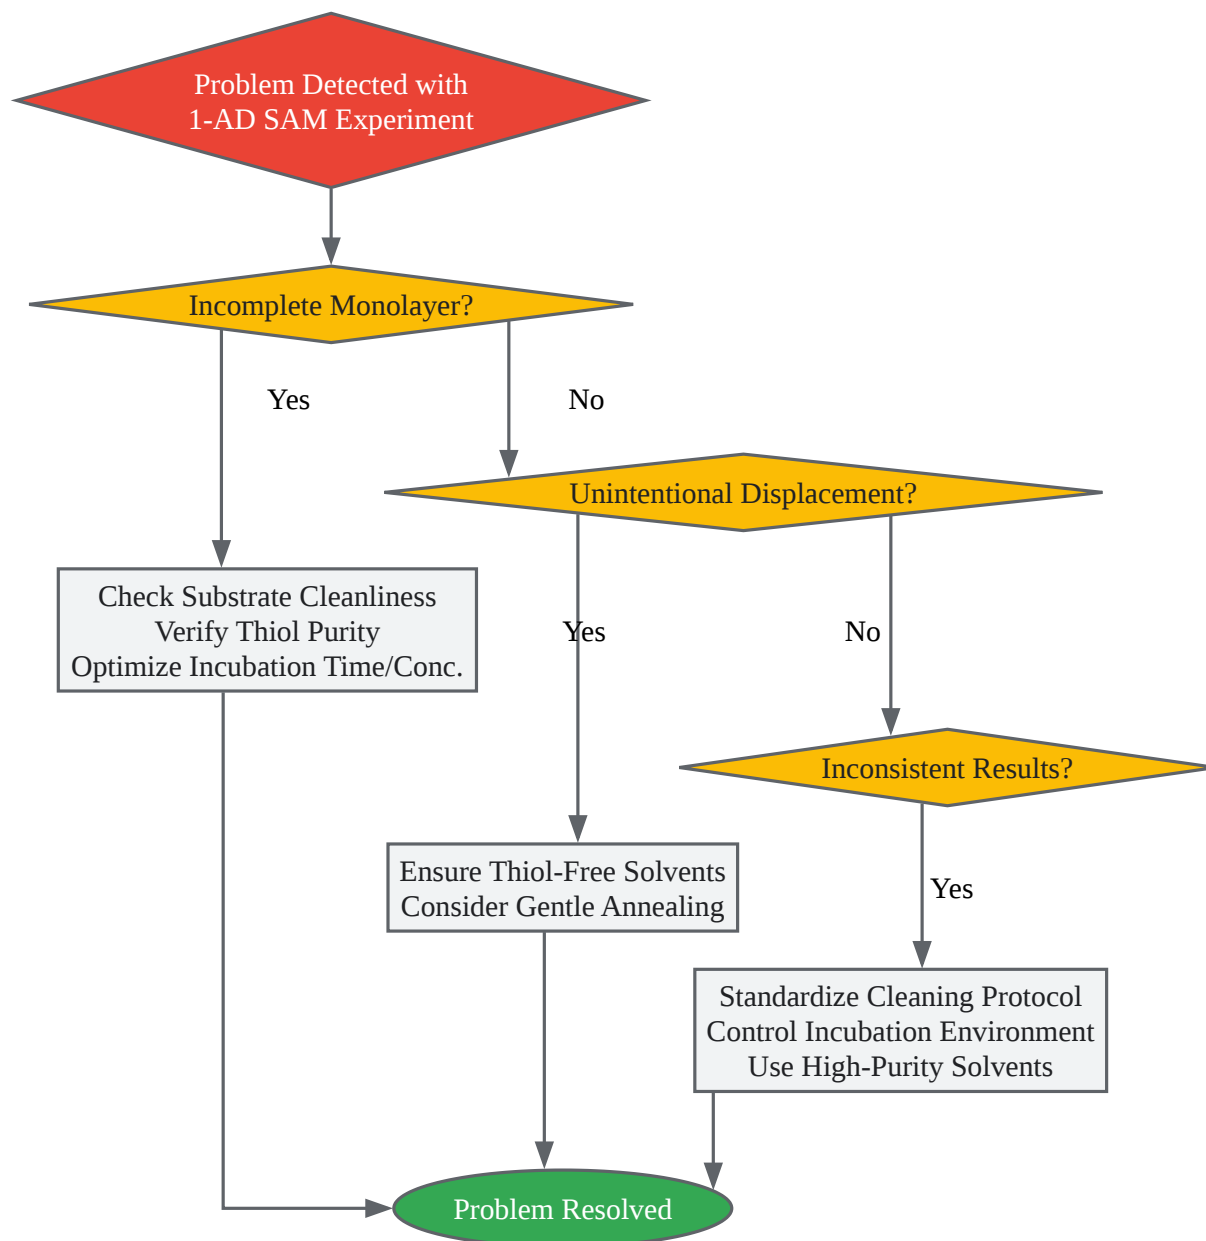 Problem Detected with
1-AD SAM Experiment
Incomplete Monolayer?
Yes
No
Unintentional Displacement?
Check Substrate Cleanliness
Verify Thiol Purity
Optimize Incubation Time/Conc.
Yes
No
Inconsistent Results?
Ensure Thiol-Free Solvents
Consider Gentle Annealing
Yes
Standardize Cleaning Protocol
Control Incubation Environment
Use High-Purity Solvents
Problem Resolved